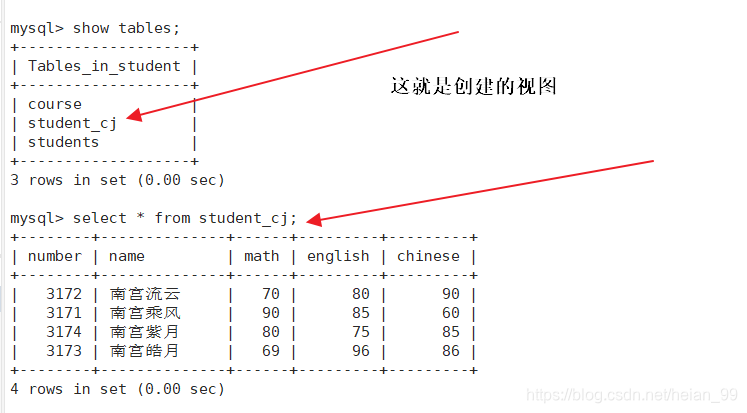 mysql> show tables;
+-------------------+
| Tables_in_student |
+-------------------+
| course            |
| student_cj        |
| students          |
+-------------------+
3 rows in set (0.00 sec)
这就是创建的视图
mysql> select * from student_cj;
+--------+--------------+------+---------+---------+
| number | name         | math | english | chinese |
+--------+--------------+------+---------+---------+
|   3172 | 南宫流云     |   70 |      80 |      90 |
|   3171 | 南宫乘风     |   90 |      85 |      60 |
|   3174 | 南宫紫月     |   80 |      75 |      85 |
|   3173 | 南宫皓月     |   69 |      96 |      86 |
+--------+--------------+------+---------+---------+
4 rows in set (0.00 sec)
https://blog.csdn.net/heian_99